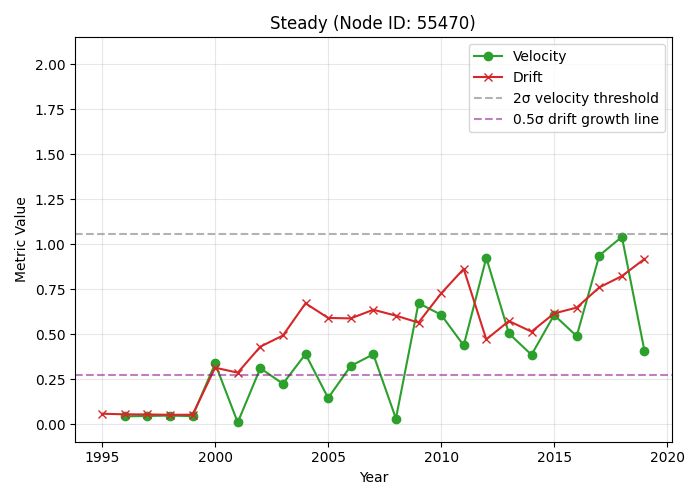 Steady (Node ID: 55470)
Velocity
Drift
2σ velocity threshold
0.5σ drift growth line
Metric Value
2.00
1.75
1.50
1.25
1.00
0.75
0.50
0.25
0.00
1995 2000 2005 2010 2015 2020
Year